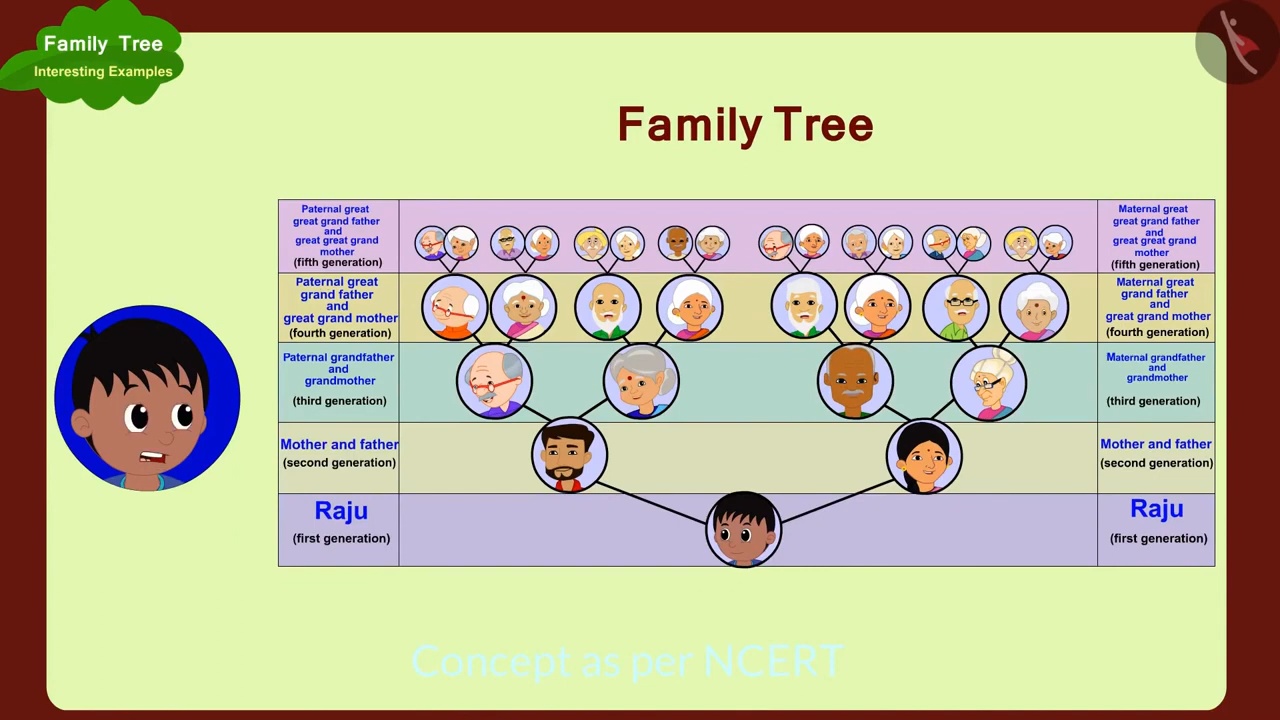 Family Tree
Interesting Examples
Family Tree
Paternal great
great grand father
and
great great grand
mother
(fifth generation)
Maternal great
great grand father
and
great great grand
mother
(fifth generation)
Paternal great
grand father
and
great grand mother
(fourth generation)
Maternal great
grand father
and
great grand mother
(fourth generation)
Paternal grandfather
and
grandmother
(third generation)
Maternal grandfather
and
grandmother
(third generation)
Mother and father
(second generation)
Mother and father
(second generation)
Raju
(first generation)
Raju
(first generation)
Concept as per NCERT